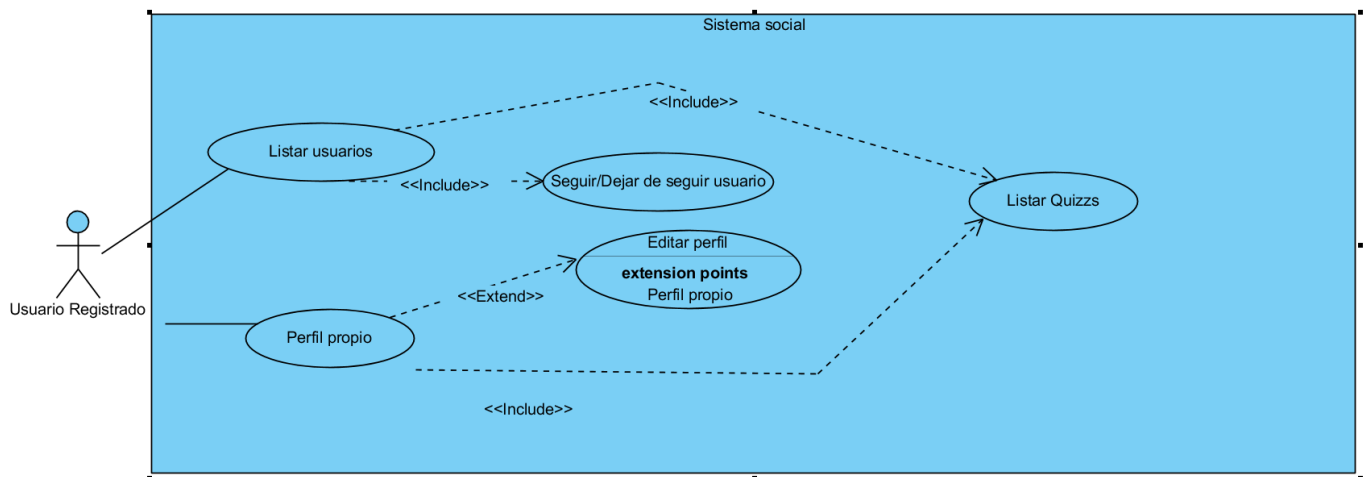 Sistema social
<<Include>>
Listar usuarios
<<Include>>
Seguir/Dejar de seguir usuario
Listar Quizzs
Editar perfil
extension points
Perfil propio
<<Extend>>
Usuario Registrado
Perfil propio
<<Include>>